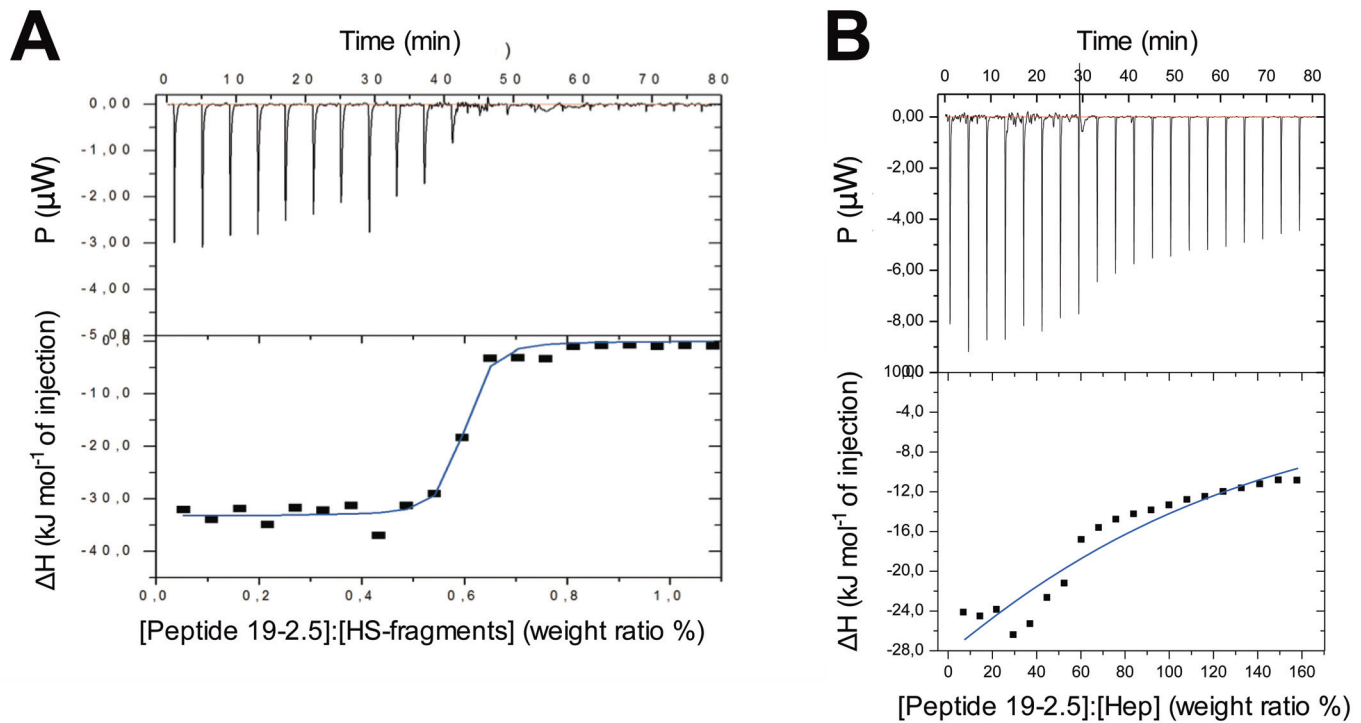 A
Time (min)
)
0 10 20 30 40 50 60 70 80
0,00
-1,00
-2,00
-3,00
-4,00
-5,00
P (µW)
0,0
-10,0
-20,0
-30,0
-40,0
ΔH (kJ mol⁻¹ of injection)
0,0 0,2 0,4 0,6 0,8 1,0
[Peptide 19-2.5]:[HS-fragments] (weight ratio %)
B
Time (min)
0 10 20 30 40 50 60 70 80
0,00
-2,00
-4,00
-6,00
-8,00
P (µW)
-4,0
-8,0
-12,0
-16,0
-20,0
-24,0
-28,0
ΔH (kJ mol⁻¹ of injection)
0 20 40 60 80 100 120 140 160
[Peptide 19-2.5]:[Hep] (weight ratio %)